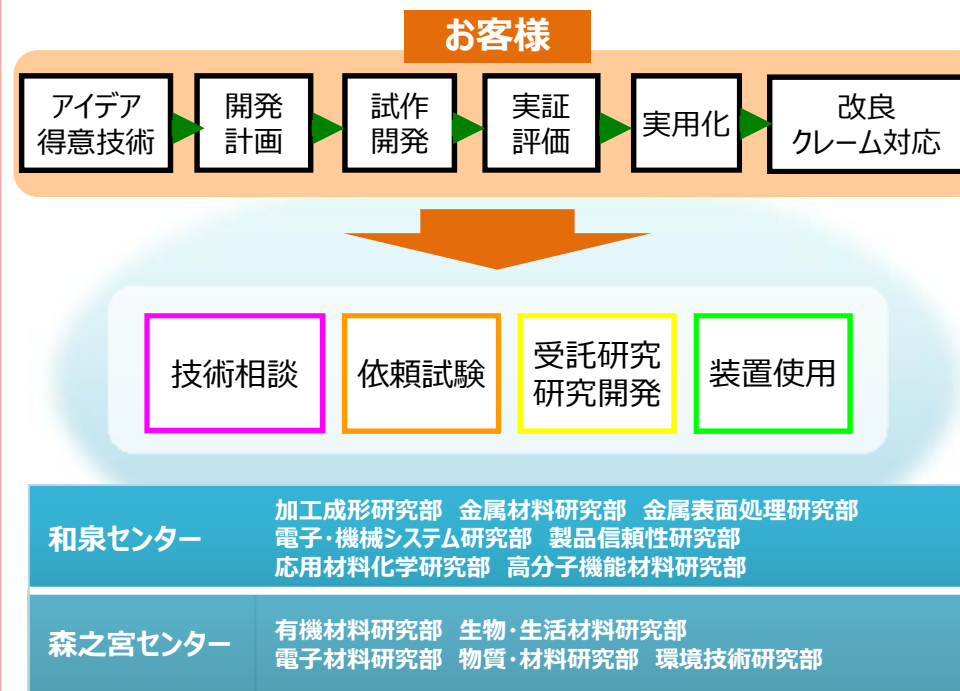 お客様
アイデア
得意技術
開発
計画
試作
開発
実証
評価
実用化
改良
クレーム対応
技術相談
依頼試験
受託研究
研究開発
装置使用
和泉センター
加工成形研究部 金属材料研究部 金属表面処理研究部
電子・機械システム研究部 製品信頼性研究部
応用材料化学研究部 高分子機能材料研究部
森之宮センター
有機材料研究部 生物・生活材料研究部
電子材料研究部 物質・材料研究部 環境技術研究部